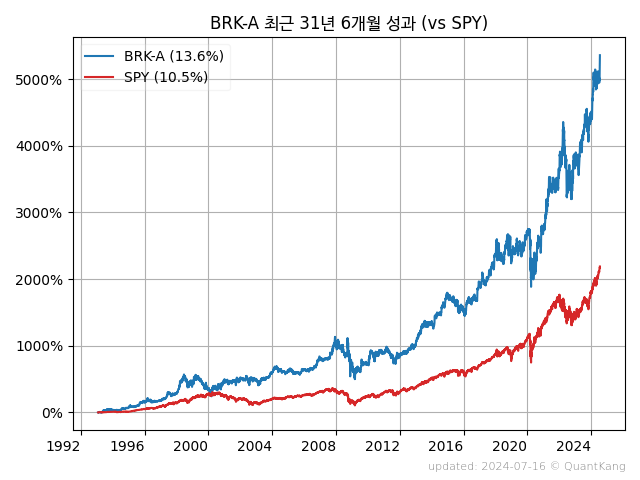 BRK-A 최근 31년 6개월 성과 (vs SPY)
BRK-A (13.6%)
SPY (10.5%)
5000%
4000%
3000%
2000%
1000%
0%
1992 1996 2000 2004 2008 2012 2016 2020 2024
updated: 2024-07-16 © QuantKang